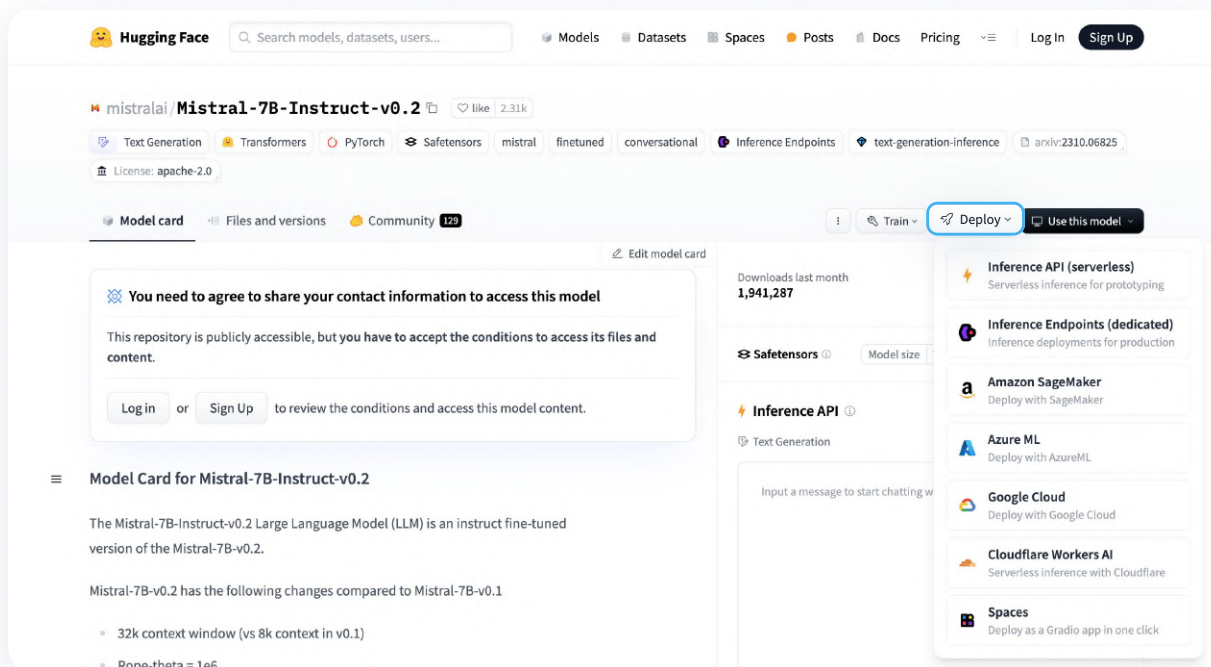 Hugging Face
Search models, datasets, users...
Models
Datasets
Spaces
Posts
Docs
Pricing
Log In
Sign Up
mistralai/Mistral-7B-Instruct-v0.2
like 2.31k
Text Generation
Transformers
PyTorch
Safetensors
mistral
finetuned
conversational
Inference Endpoints
text-generation-inference
arxiv:2310.06825
License: apache-2.0
Model card
Files and versions
Community 129
Train
Deploy
Use this model
Edit model card
You need to agree to share your contact information to access this model
This repository is publicly accessible, but you have to accept the conditions to access its files and
content.
Log in or Sign Up to review the conditions and access this model content.
Model Card for Mistral-7B-Instruct-v0.2
The Mistral-7B-Instruct-v0.2 Large Language Model (LLM) is an instruct fine-tuned
version of the Mistral-7B-v0.2.
Mistral-7B-v0.2 has the following changes compared to Mistral-7B-v0.1
32k context window (vs 8k context in v0.1)
Rope-theta = 1e6
Downloads last month
1,941,287
Safetensors
Model size
Inference API
Text Generation
Input a message to start chatting w
Inference API (serverless)
Serverless inference for prototyping
Inference Endpoints (dedicated)
Inference deployments for production
Amazon SageMaker
Deploy with SageMaker
Azure ML
Deploy with AzureML
Google Cloud
Deploy with Google Cloud
Cloudflare Workers AI
Serverless inference with Cloudflare
Spaces
Deploy as a Gradio app in one click